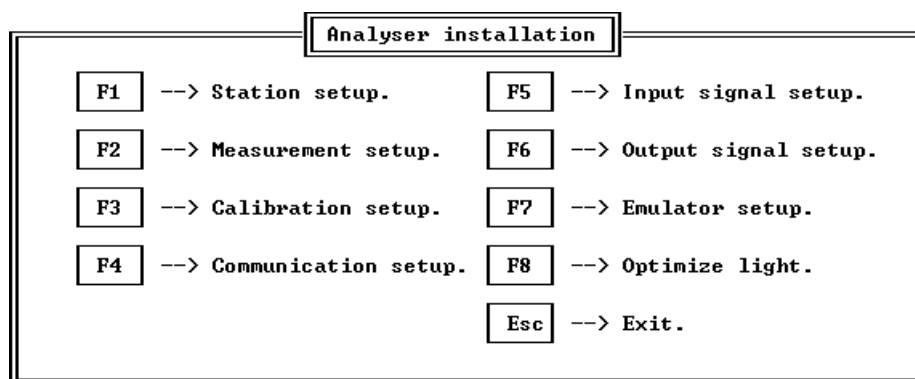 Analyser installation
F1 --> Station setup. F5 --> Input signal setup.
F2 --> Measurement setup. F6 --> Output signal setup.
F3 --> Calibration setup. F7 --> Emulator setup.
F4 --> Communication setup. F8 --> Optimize light.
Esc --> Exit.